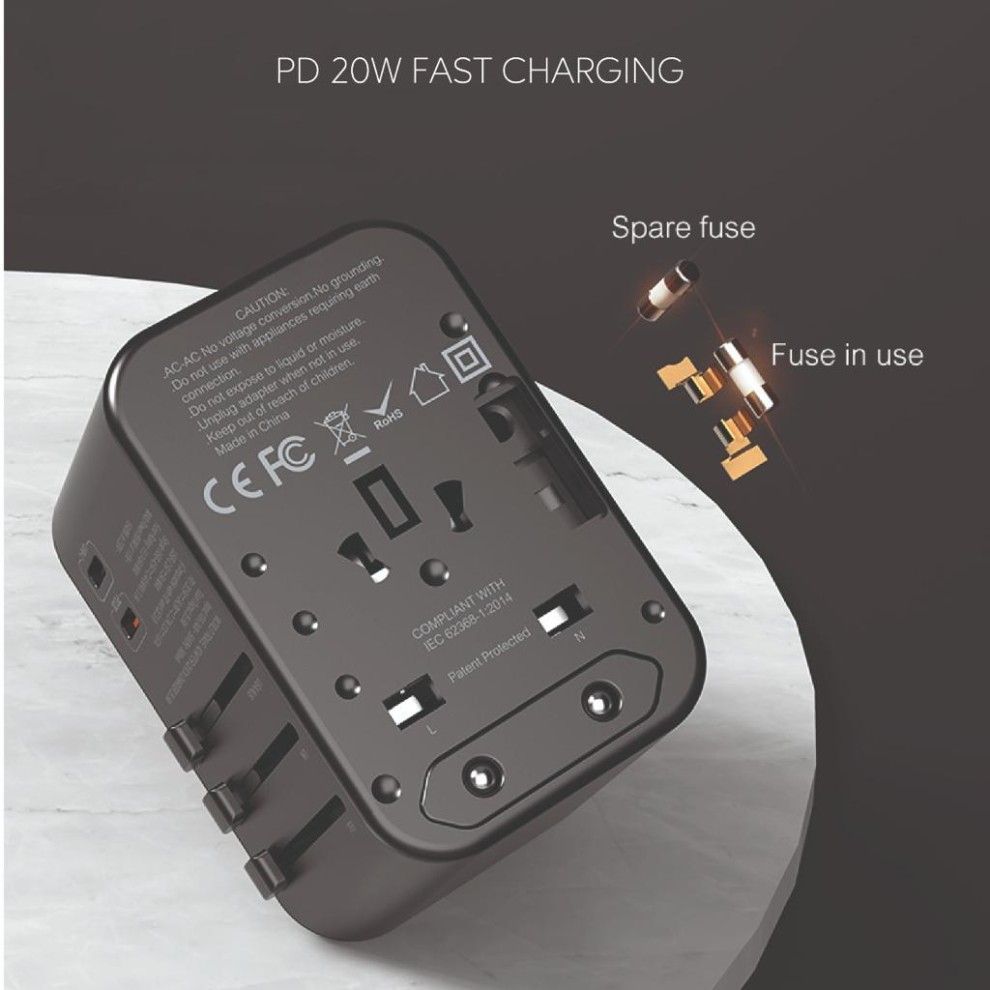 PD 20W FAST CHARGING
Spare fuse
Fuse in use
CAUTION:
.AC-AC No voltage conversion.No grounding.
.Do not use with appliances requiring earth
connection.
.Do not expose to liquid or moisture.
.Unplug adapter when not in use.
.Keep out of reach of children.
Made in China
CE FC RoHS
COMPLIANT WITH
IEC 62368-1:2014
Patent Protected
L
N